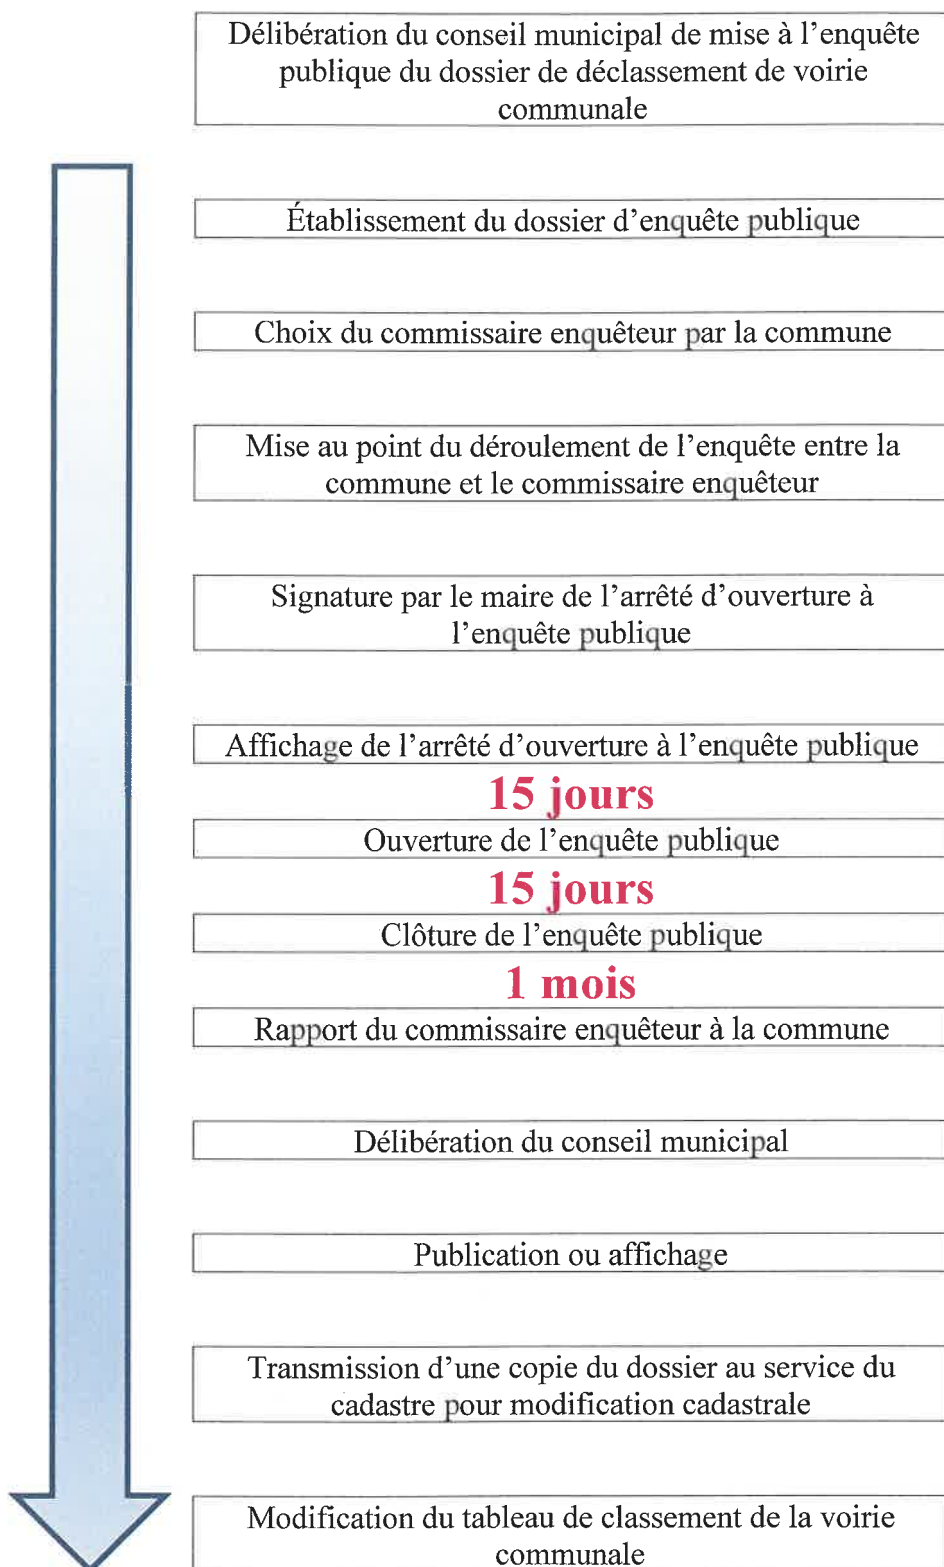 Délibération du conseil municipal de mise à l’enquête
publique du dossier de déclassement de voirie
communale
Établissement du dossier d’enquête publique
Choix du commissaire enquêteur par la commune
Mise au point du déroulement de l’enquête entre la
commune et le commissaire enquêteur
Signature par le maire de l’arrêté d’ouverture à
l’enquête publique
Affichage de l’arrêté d’ouverture à l’enquête publique
15 jours
Ouverture de l’enquête publique
15 jours
Clôture de l’enquête publique
1 mois
Rapport du commissaire enquêteur à la commune
Délibération du conseil municipal
Publication ou affichage
Transmission d’une copie du dossier au service du
cadastre pour modification cadastrale
Modification du tableau de classement de la voirie
communale